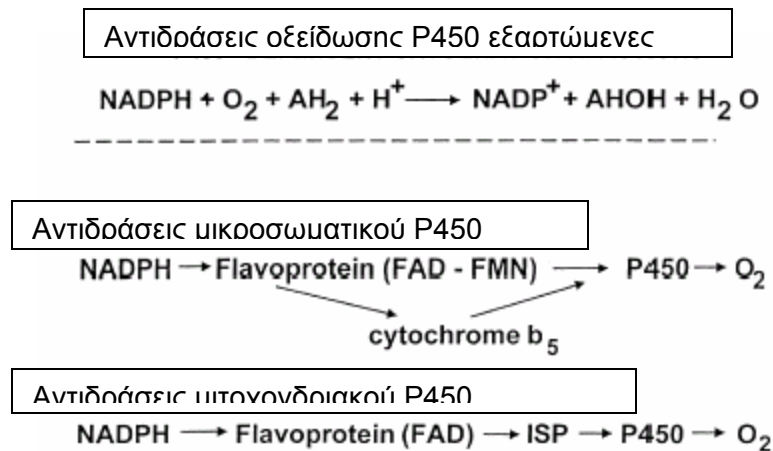 Αντιδράσεις οξείδωσης P450 εξαρτώμενες
NADPH + O₂ + AH₂ + H⁺ ⟶ NADP⁺ + AHOH + H₂ O
Αντιδράσεις μικροσωματικού P450
NADPH → Flavoprotein (FAD - FMN) ⟶ P450 → O₂
cytochrome b₅
Αντιδράσεις μιτοχονδριακού P450
NADPH ⟶ Flavoprotein (FAD) → ISP → P450 → O₂